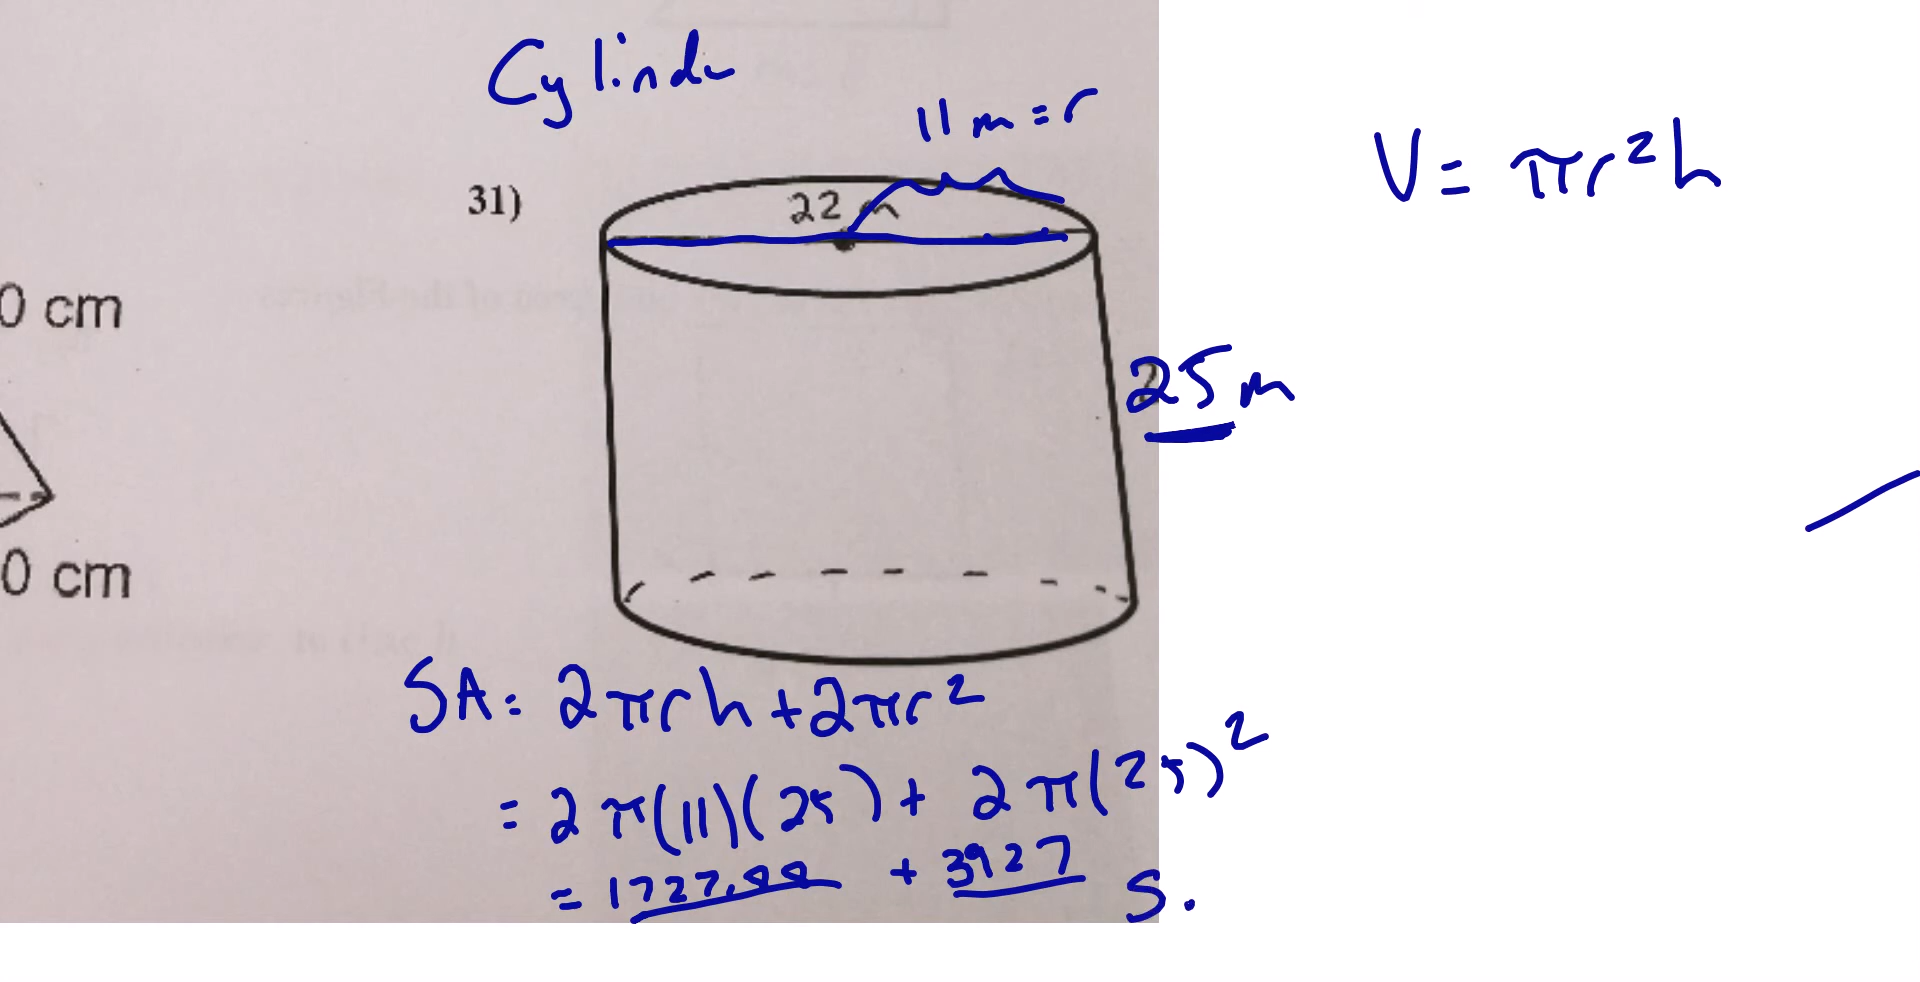 Cylinder
11 m = r
V = πr²h
31)
22 m
0 cm
25 m
0 cm
SA = 2πrh + 2πr²
= 2π(11)(25) + 2π(25)²
= 1727.88 + 3927 S.